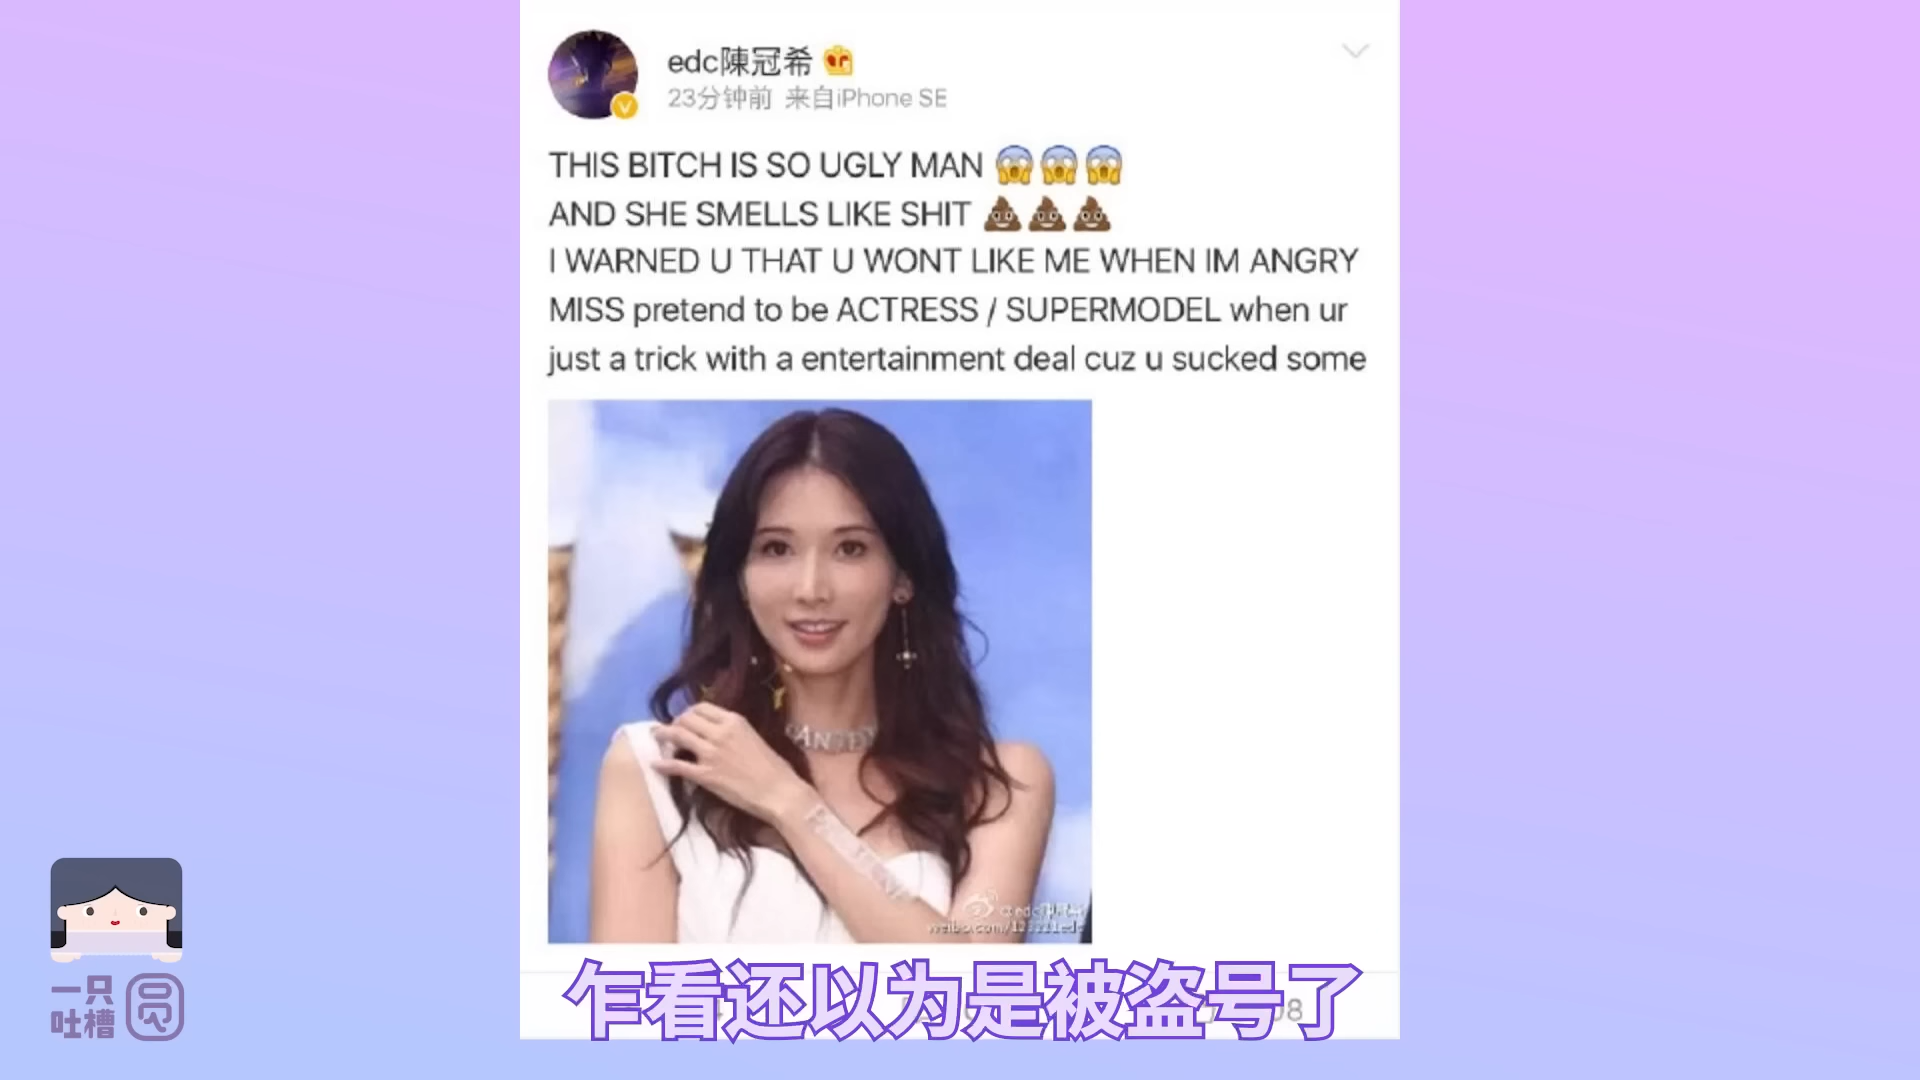 edc陳冠希
23分钟前 来自iPhone SE
THIS BITCH IS SO UGLY MAN 😱😱😱
AND SHE SMELLS LIKE SHIT 💩💩💩
I WARNED U THAT U WONT LIKE ME WHEN IM ANGRY
MISS pretend to be ACTRESS / SUPERMODEL when ur
just a trick with a entertainment deal cuz u sucked some
乍看还以为是被盗号了
一只
吐槽
圆